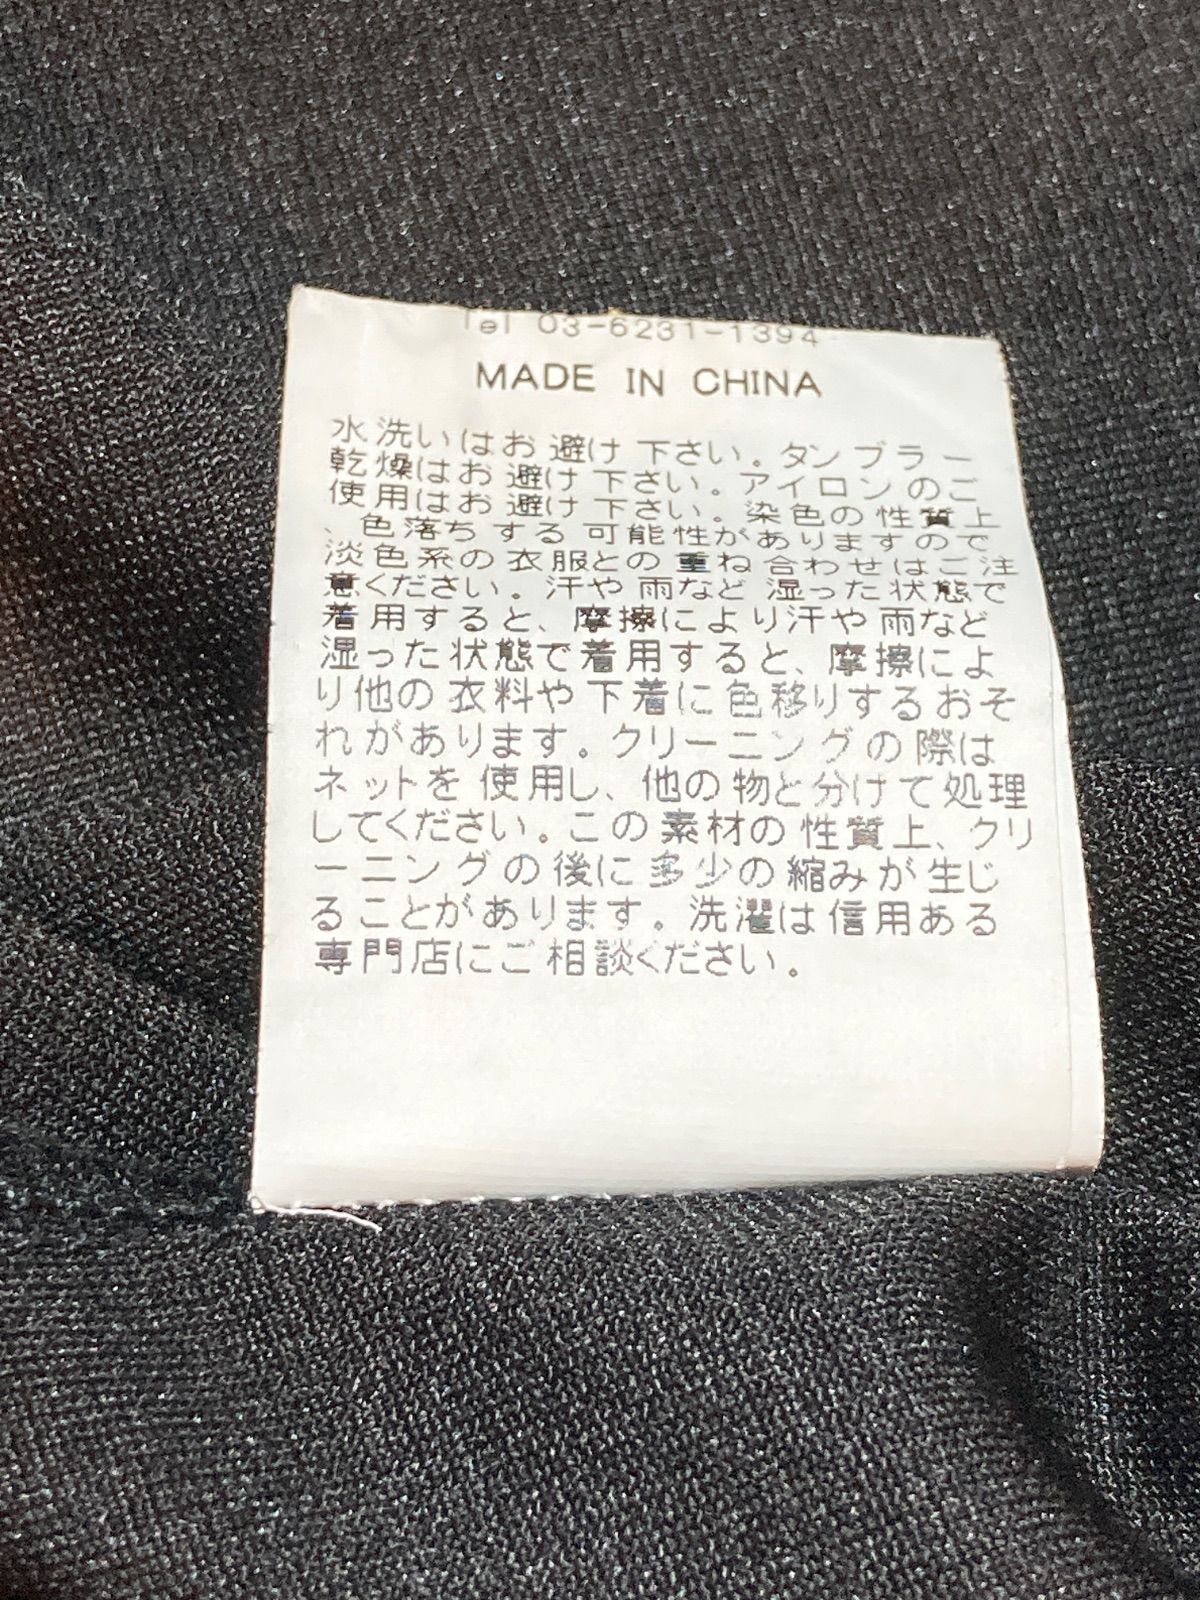 Tel 03-6231-1394
MADE IN CHINA
水洗いはお避け下さい。タンブラー
乾燥はお避け下さい。アイロンのご
使用はお避け下さい。染色の性質上
、色落ちする可能性がありますので、
淡色系の衣服との重ね合わせはご注
意ください。汗や雨など湿った状態で
着用すると、摩擦により汗や雨など
湿った状態で着用すると、摩擦によ
り他の衣料や下着に色移りするおそ
れがあります。クリーニングの際は
ネットを使用し、他の物と分けて処理
してください。この素材の性質上、クリ
ーニングの後に多少の縮みが生じ
ることがあります。洗濯は信用ある
専門店にご相談ください。